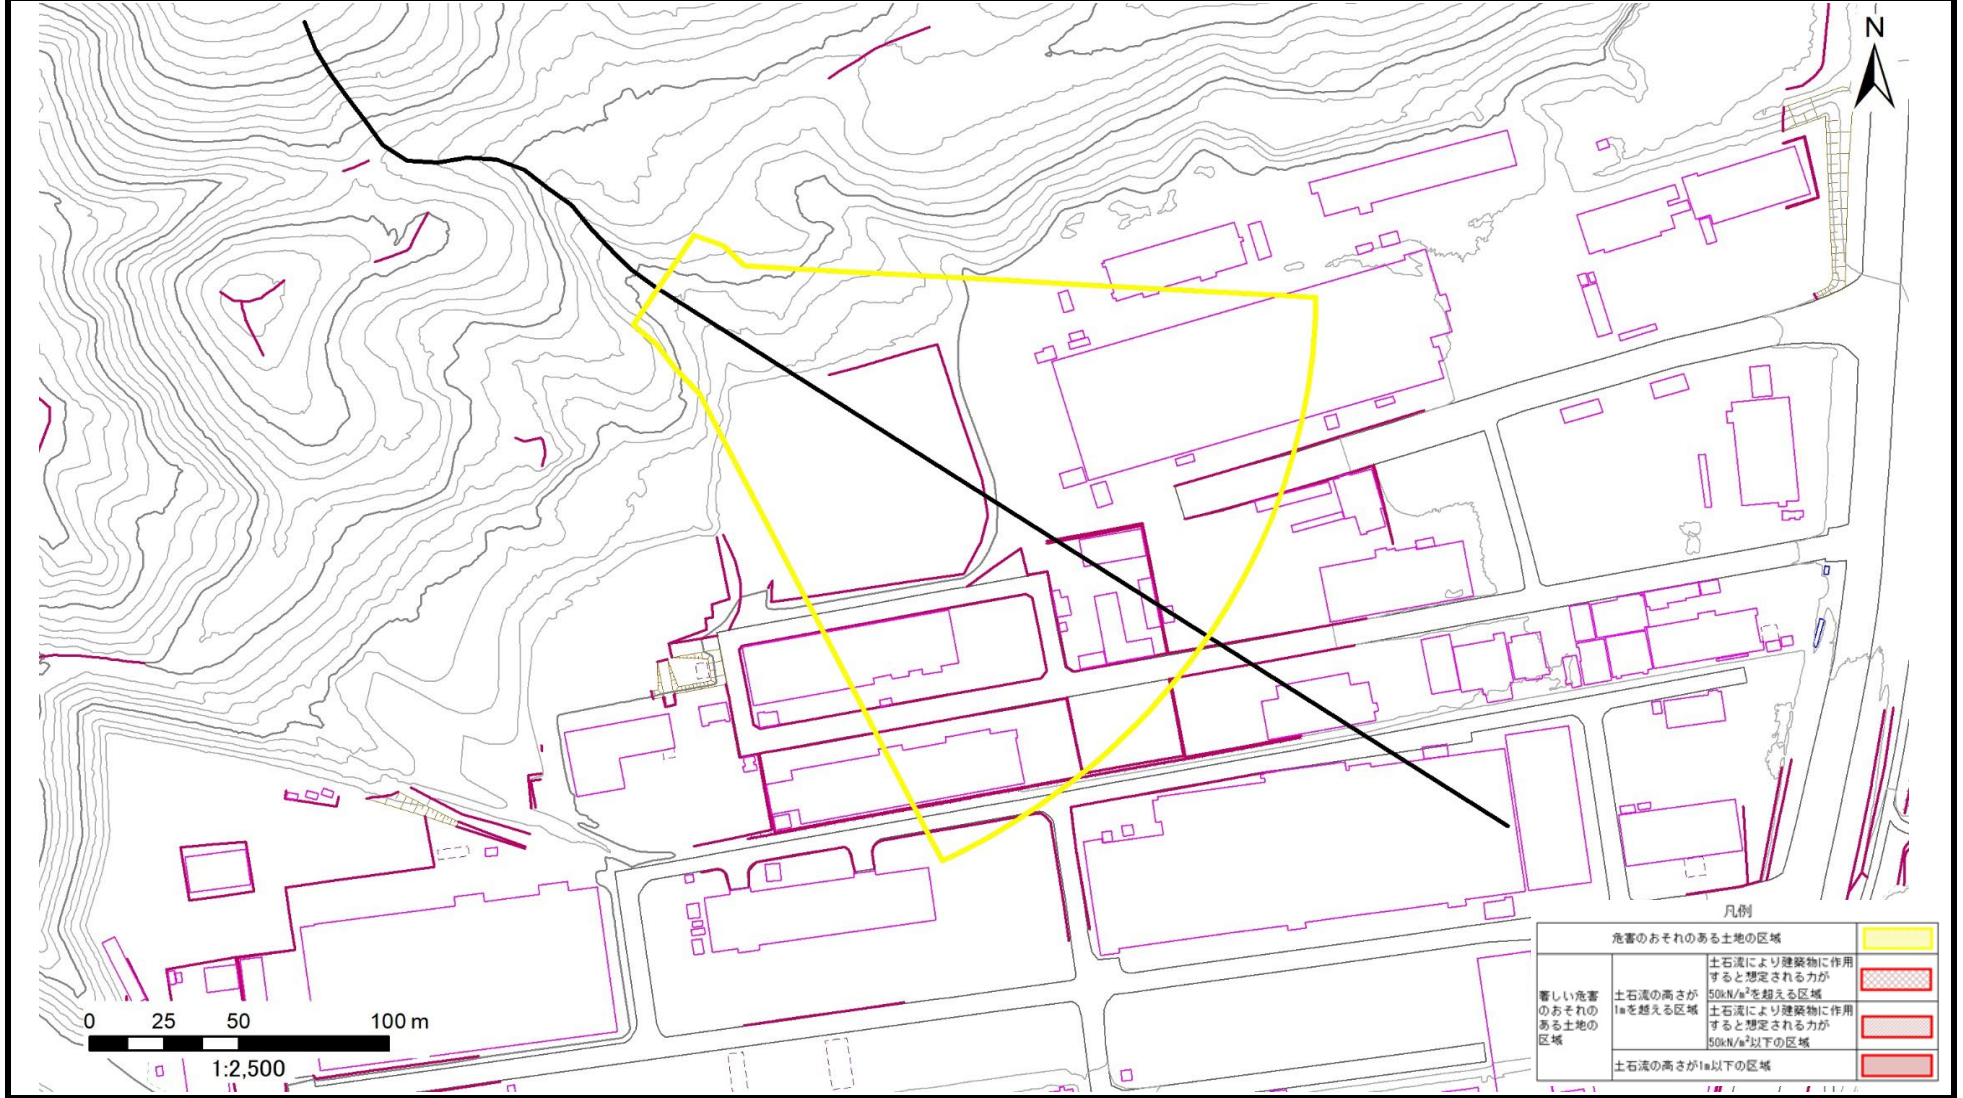 N
凡例
危害のおそれのある土地の区域
著しい危害
のおそれの
ある土地の
区域
土石流の高さが
1mを超える区域
土石流により建築物に作用
すると想定される力が
50kN/m²を超える区域
土石流により建築物に作用
すると想定される力が
50kN/m²以下の区域
土石流の高さが1m以下の区域
0 25 50 100 m
1:2,500